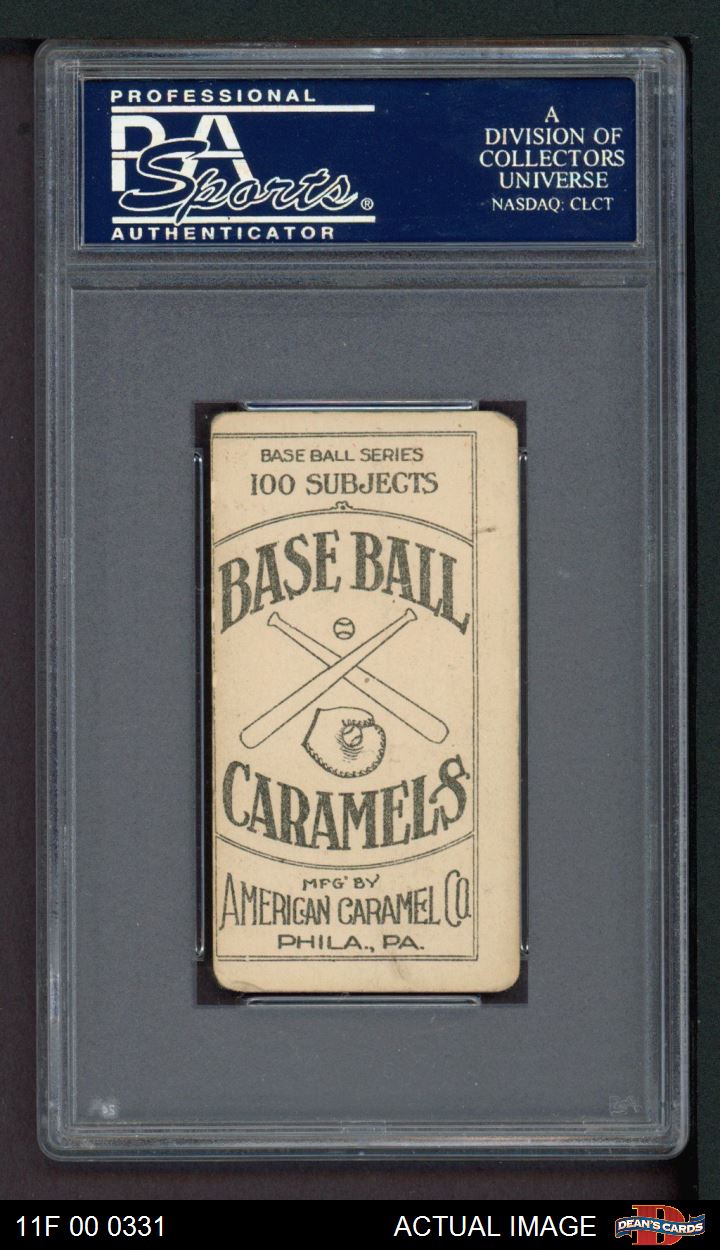 PROFESSIONAL
PSA
Sports®
AUTHENTICATOR
A
DIVISION OF
COLLECTORS
UNIVERSE
NASDAQ: CLCT
BASE BALL SERIES
100 SUBJECTS
BASE BALL
CARAMELS
MFG' BY
AMERICAN CARAMEL CO
PHILA., PA.
11F 00 0331
ACTUAL IMAGE
DEAN'S CARDS